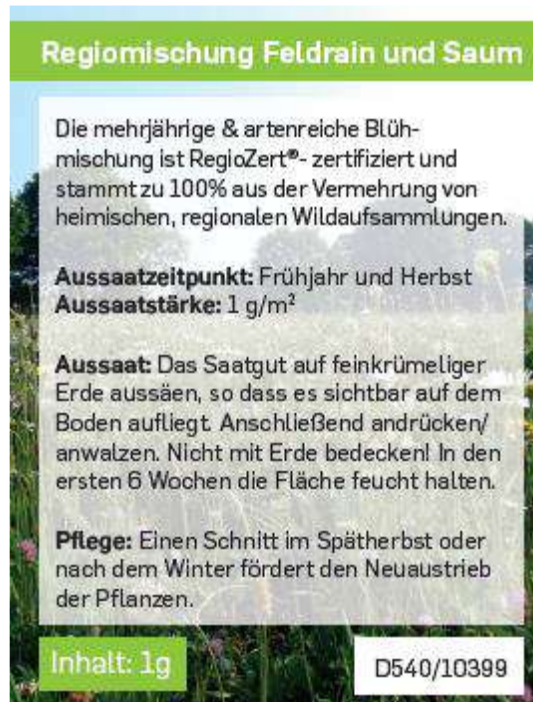 Regiomischung Feldrain und Saum
Die mehrjährige & artenreiche Blüh-
mischung ist RegioZert®- zertifiziert und
stammt zu 100% aus der Vermehrung von
heimischen, regionalen Wildaufsammlungen.
Aussaatzeitpunkt: Frühjahr und Herbst
Aussaatstärke: 1 g/m²
Aussaat: Das Saatgut auf feinkrümeliger
Erde aussäen, so dass es sichtbar auf dem
Boden aufliegt. Anschließend andrücken/
anwalzen. Nicht mit Erde bedecken! In den
ersten 6 Wochen die Fläche feucht halten.
Pflege: Einen Schnitt im Spätherbst oder
nach dem Winter fördert den Neuaustrieb
der Pflanzen.
Inhalt: 1g
D540/10399